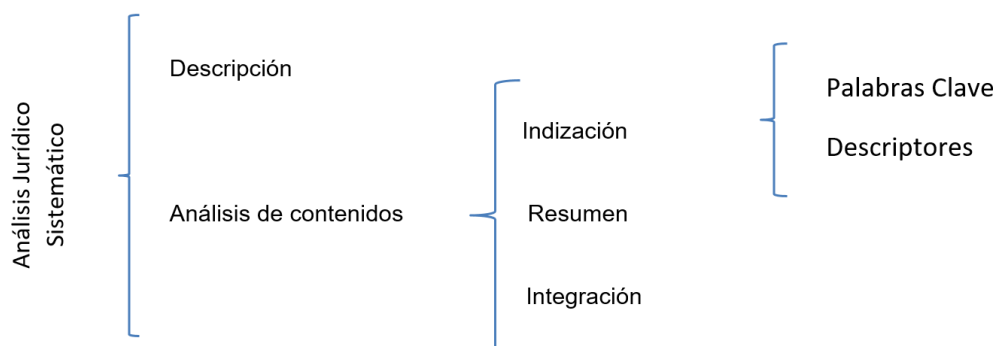 Análisis Jurídico
Sistemático
Descripción
Análisis de contenidos
Indización
Resumen
Integración
Palabras Clave
Descriptores